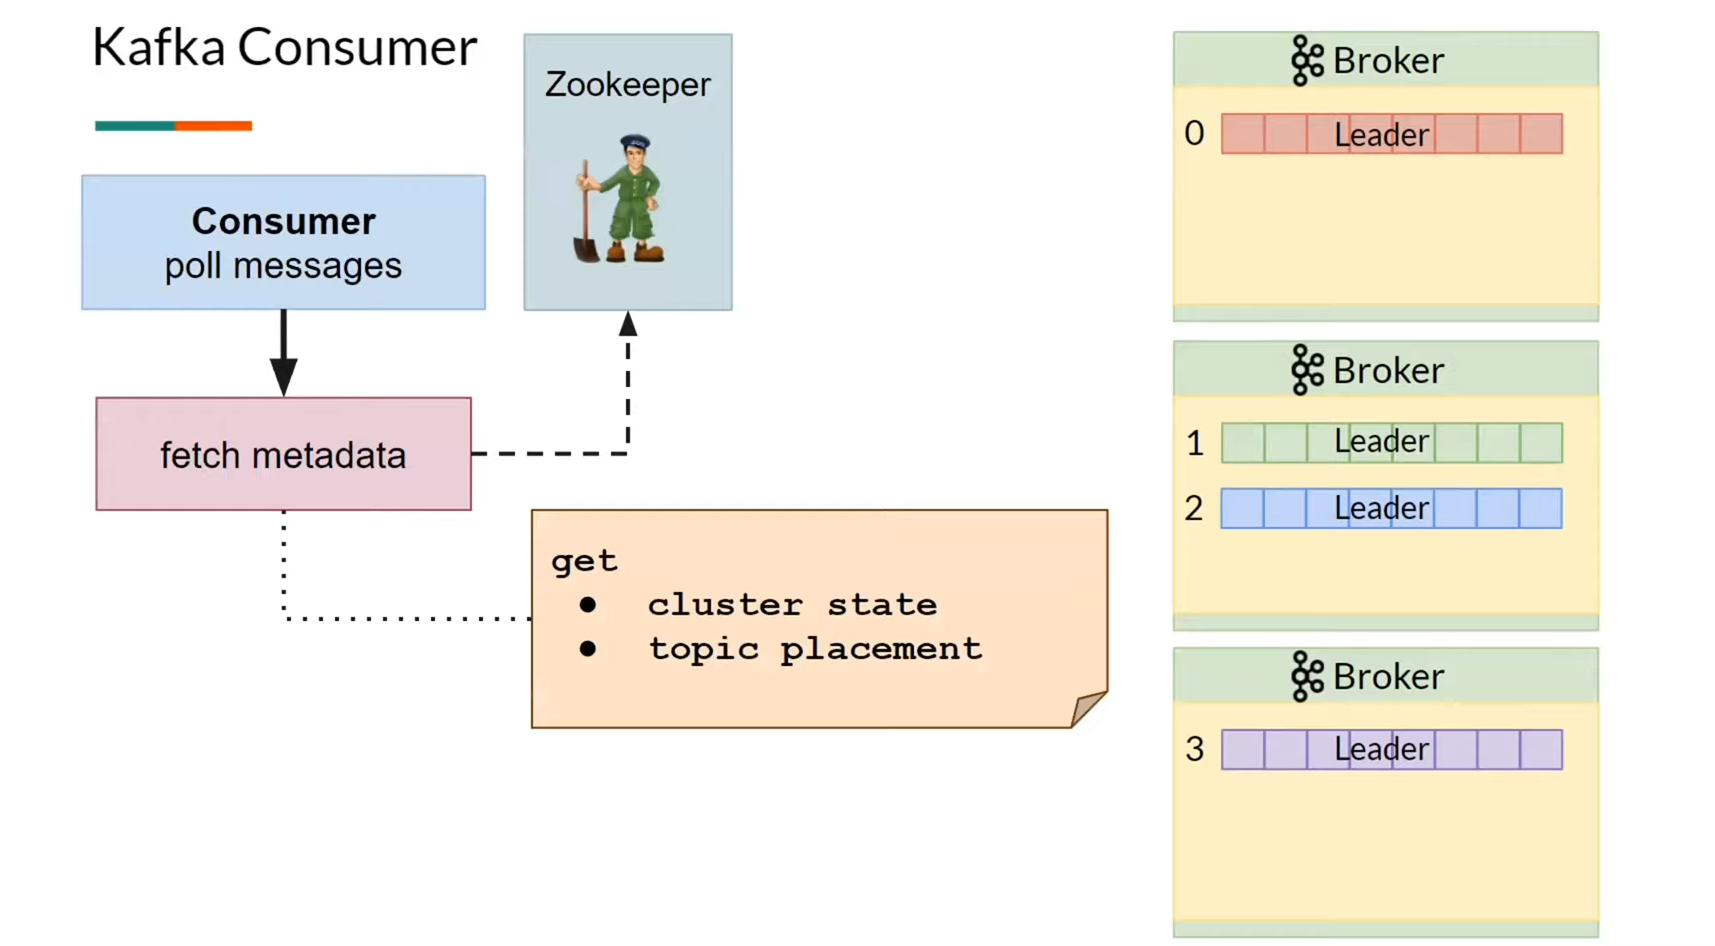 Kafka Consumer
Zookeeper
Consumer
poll messages
fetch metadata
get
● cluster state
● topic placement
Broker
0 Leader
Broker
1 Leader
2 Leader
Broker
3 Leader